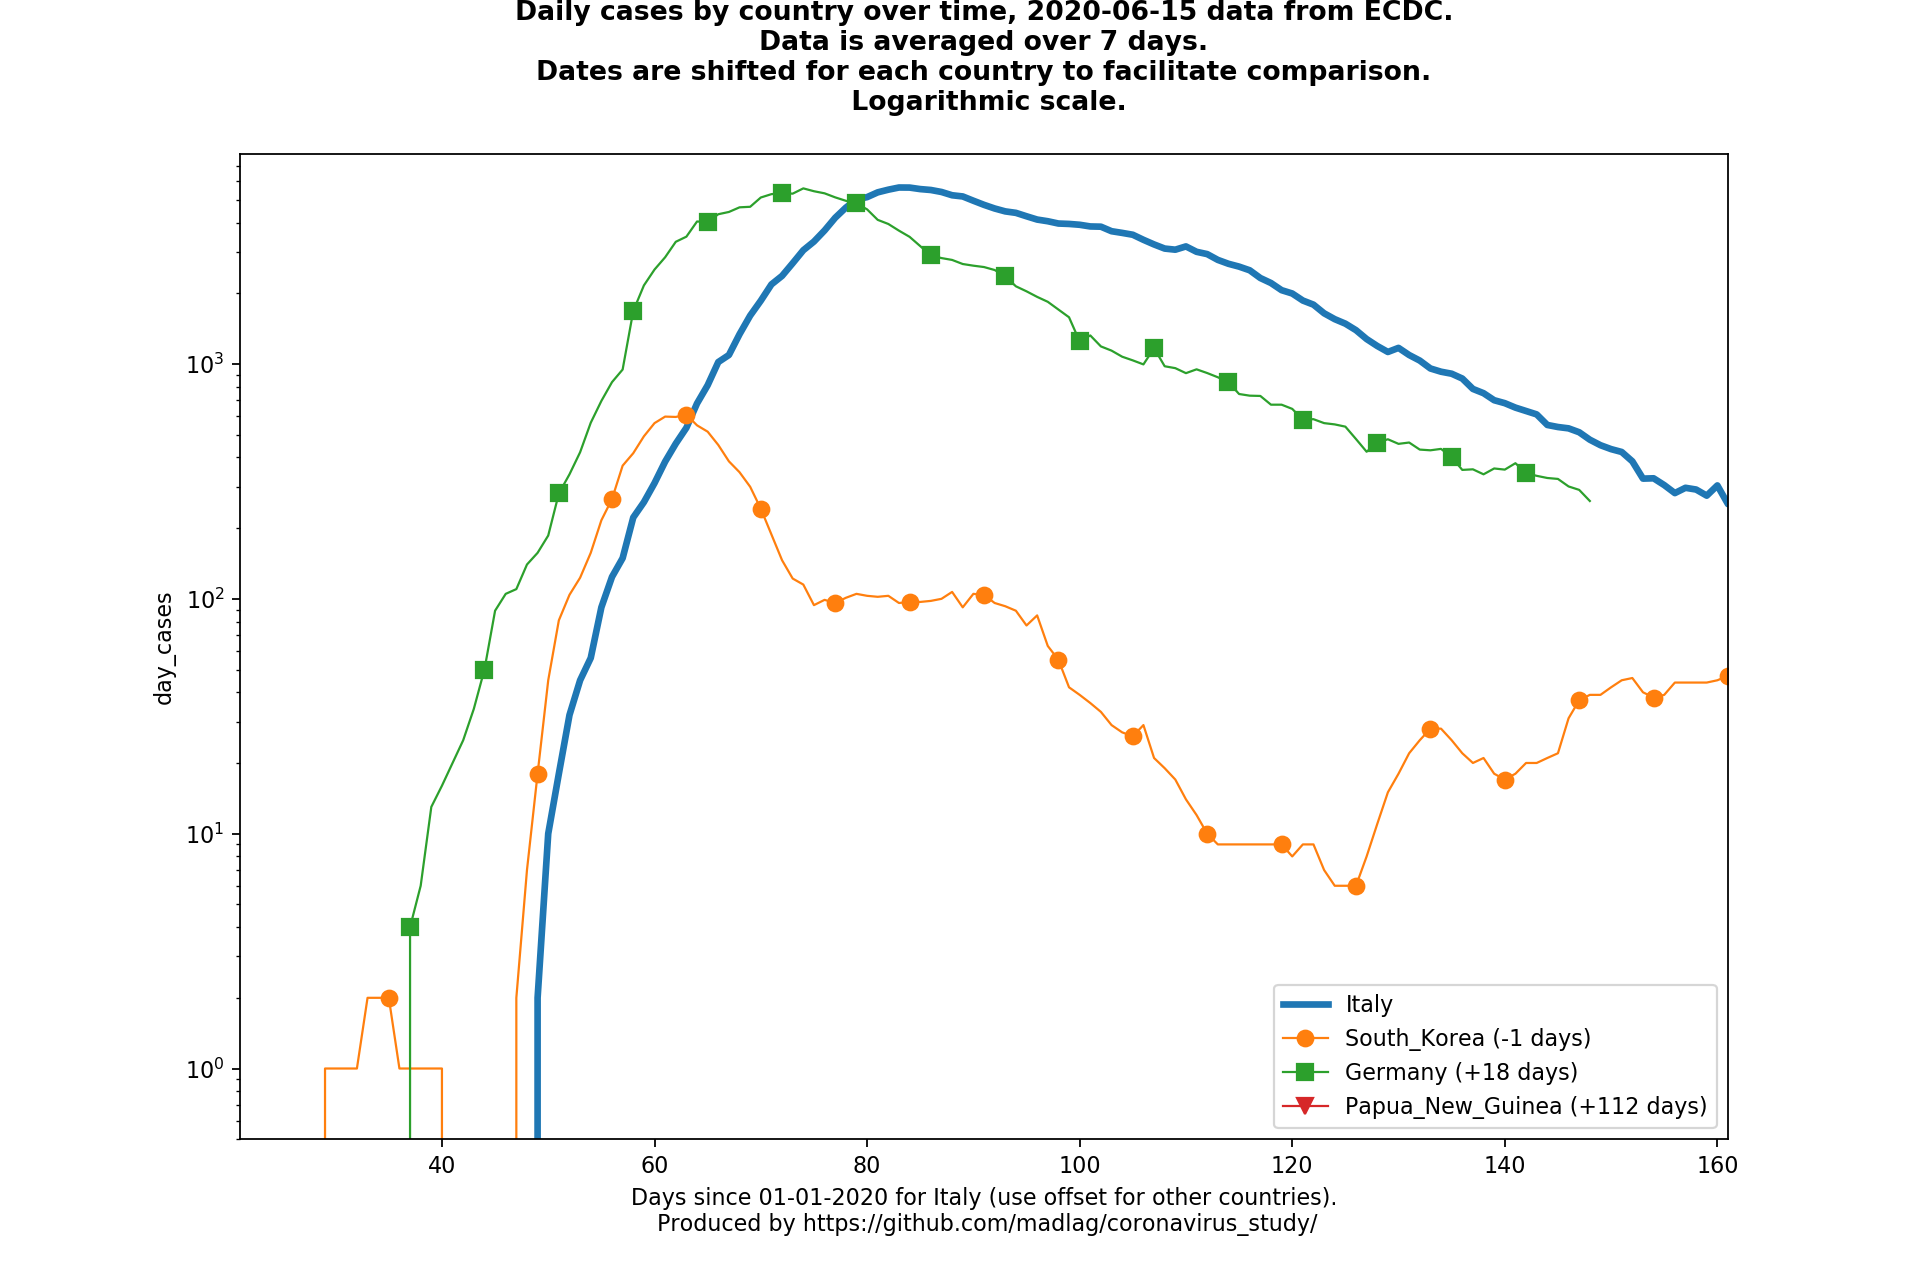 Daily cases by country over time, 2020-06-15 data from ECDC.
Data is averaged over 7 days.
Dates are shifted for each country to facilitate comparison.
Logarithmic scale.
10³
10²
10¹
10⁰
day_cases
Italy
South_Korea (-1 days)
Germany (+18 days)
Papua_New_Guinea (+112 days)
40 60 80 100 120 140 160
Days since 01-01-2020 for Italy (use offset for other countries).
Produced by https://github.com/madlag/coronavirus_study/